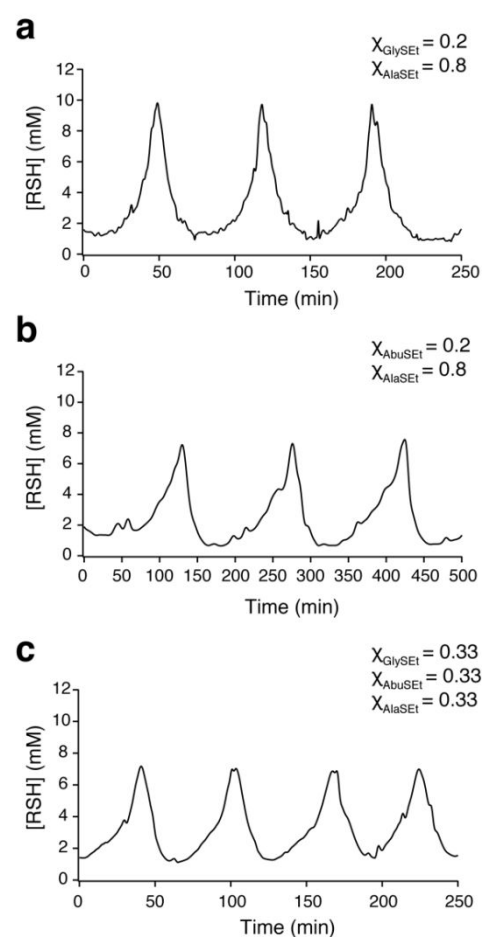 a
χGlySEt = 0.2
χAlaSEt = 0.8
[RSH] (mM)
12
10
8
6
4
2
0
0 50 100 150 200 250
Time (min)
b
χAbuSEt = 0.2
χAlaSEt = 0.8
[RSH] (mM)
12
10
8
6
4
2
0
0 50 100 150 200 250 300 350 400 450 500
Time (min)
c
χGlySEt = 0.33
χAbuSEt = 0.33
χAlaSEt = 0.33
[RSH] (mM)
12
10
8
6
4
2
0
0 50 100 150 200 250
Time (min)